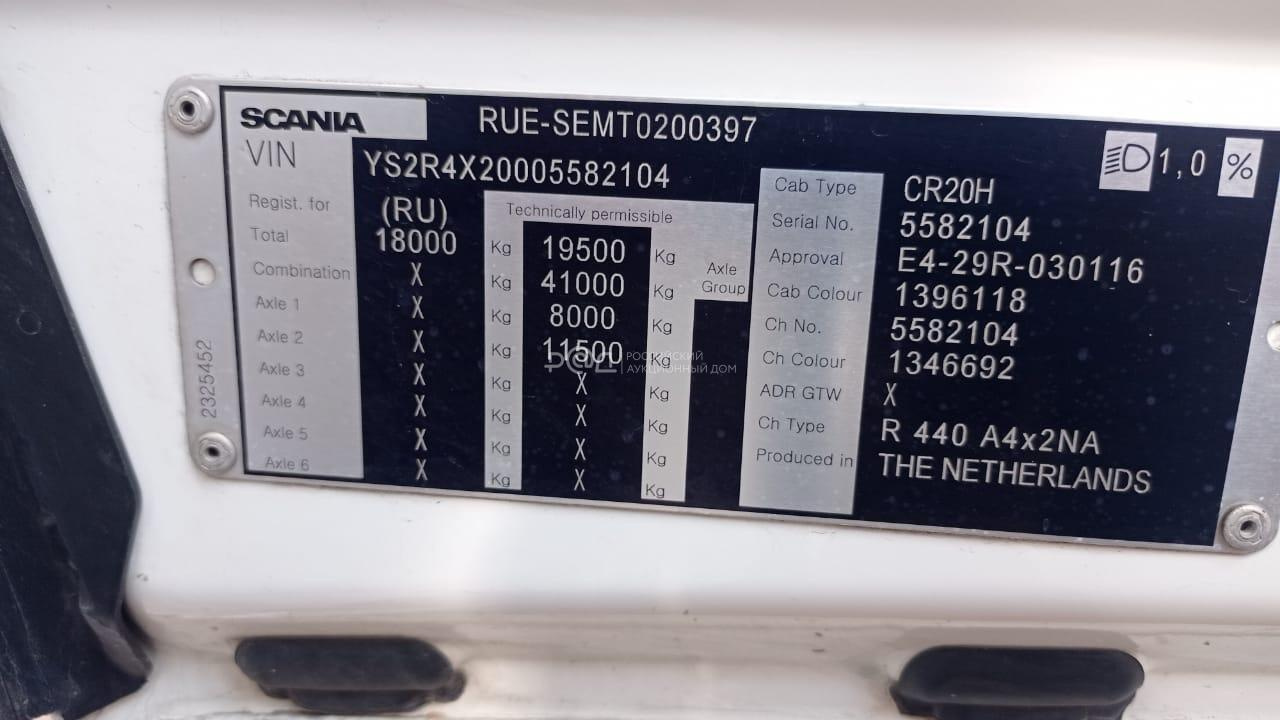 SCANIA RUE-SEMT0200397
VIN YS2R4X20005582104
1,0 %
Regist. for (RU)
Technically permissible
Total 18000 Kg 19500 Kg
Combination X Kg 41000 Kg
Axle Group
Axle 1 X Kg 8000 Kg
Axle 2 X Kg 11500 Kg
Axle 3 X Kg X Kg
Axle 4 X Kg X Kg
Axle 5 X Kg X Kg
Axle 6 X Kg X Kg
Cab Type CR20H
Serial No. 5582104
Approval E4-29R-030116
Cab Colour 1396118
Ch No. 5582104
Ch Colour 1346692
ADR GTW X
Ch Type R 440 A4x2NA
Produced in THE NETHERLANDS
2325452
РАД РОССИЙСКИЙ
АУКЦИОННЫЙ ДОМ